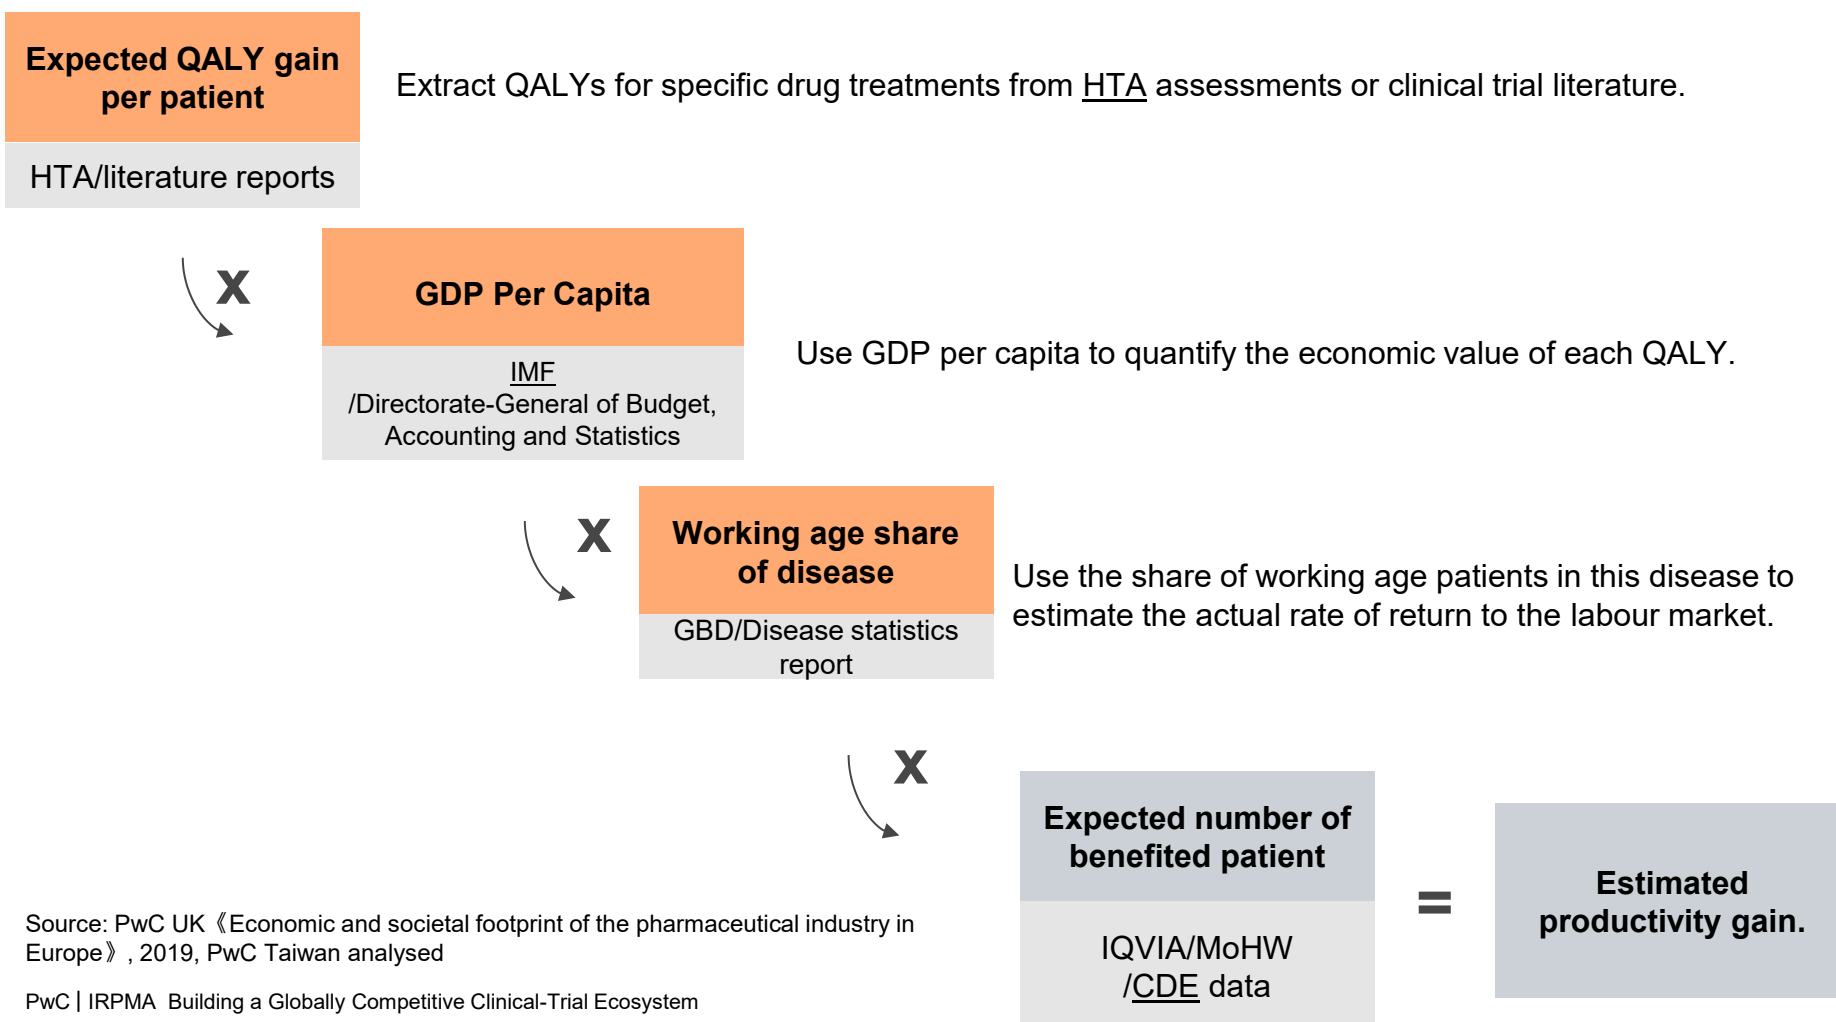 Expected QALY gain
per patient
HTA/literature reports
Extract QALYs for specific drug treatments from HTA assessments or clinical trial literature.
X
GDP Per Capita
IMF
/Directorate-General of Budget,
Accounting and Statistics
Use GDP per capita to quantify the economic value of each QALY.
X
Working age share
of disease
GBD/Disease statistics
report
Use the share of working age patients in this disease to
estimate the actual rate of return to the labour market.
X
Expected number of
benefited patient
IQVIA/MoHW
/CDE data
=
Estimated
productivity gain.
Source: PwC UK《Economic and societal footprint of the pharmaceutical industry in
Europe》, 2019, PwC Taiwan analysed
PwC | IRPMA Building a Globally Competitive Clinical-Trial Ecosystem